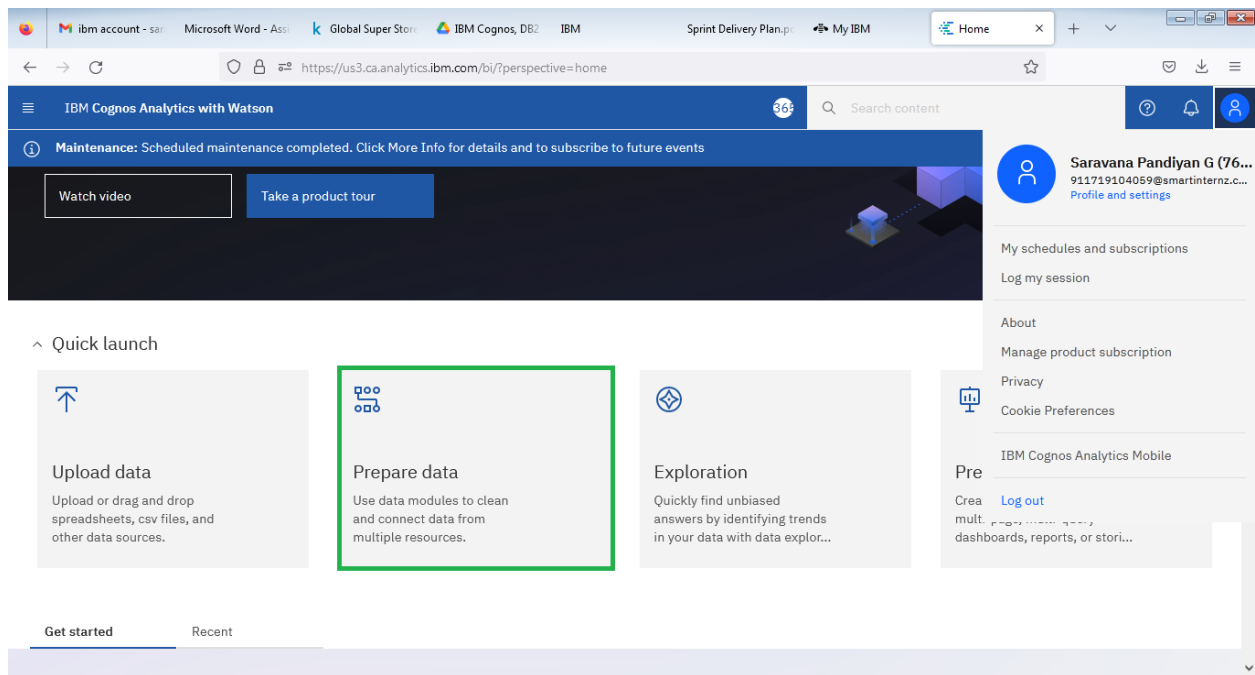 ibm account - sar
Microsoft Word - Assi
k Global Super Store
IBM Cognos, DB2
IBM
Sprint Delivery Plan.pd
My IBM
Home
https://us3.ca.analytics.ibm.com/bi/?perspective=home
IBM Cognos Analytics with Watson
365
Search content
Maintenance: Scheduled maintenance completed. Click More Info for details and to subscribe to future events
Watch video
Take a product tour
Saravana Pandiyan G (76...
911719104059@smartinternz.c...
Profile and settings
My schedules and subscriptions
Log my session
About
Manage product subscription
Privacy
Cookie Preferences
IBM Cognos Analytics Mobile
Log out
Quick launch
Upload data
Upload or drag and drop
spreadsheets, csv files, and
other data sources.
Prepare data
Use data modules to clean
and connect data from
multiple resources.
Exploration
Quickly find unbiased
answers by identifying trends
in your data with data explor...
Pre
Crea
dashboards, reports, or stori...
Get started
Recent